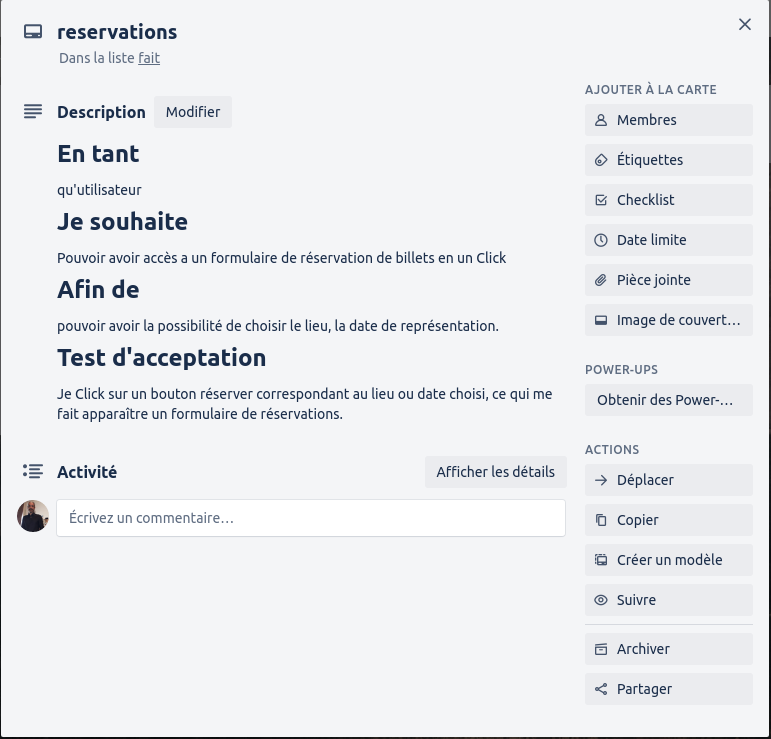 reservations
Dans la liste fait
Description
Modifier
En tant
qu'utilisateur
Je souhaite
Pouvoir avoir accès a un formulaire de réservation de billets en un Click
Afin de
pouvoir avoir la possibilité de choisir le lieu, la date de représentation.
Test d'acceptation
Je Click sur un bouton réserver correspondant au lieu ou date choisi, ce qui me
fait apparaître un formulaire de réservations.
Activité
Afficher les détails
Écrivez un commentaire…
AJOUTER À LA CARTE
Membres
Étiquettes
Checklist
Date limite
Pièce jointe
Image de couvert…
POWER-UPS
Obtenir des Power-…
ACTIONS
Déplacer
Copier
Créer un modèle
Suivre
Archiver
Partager